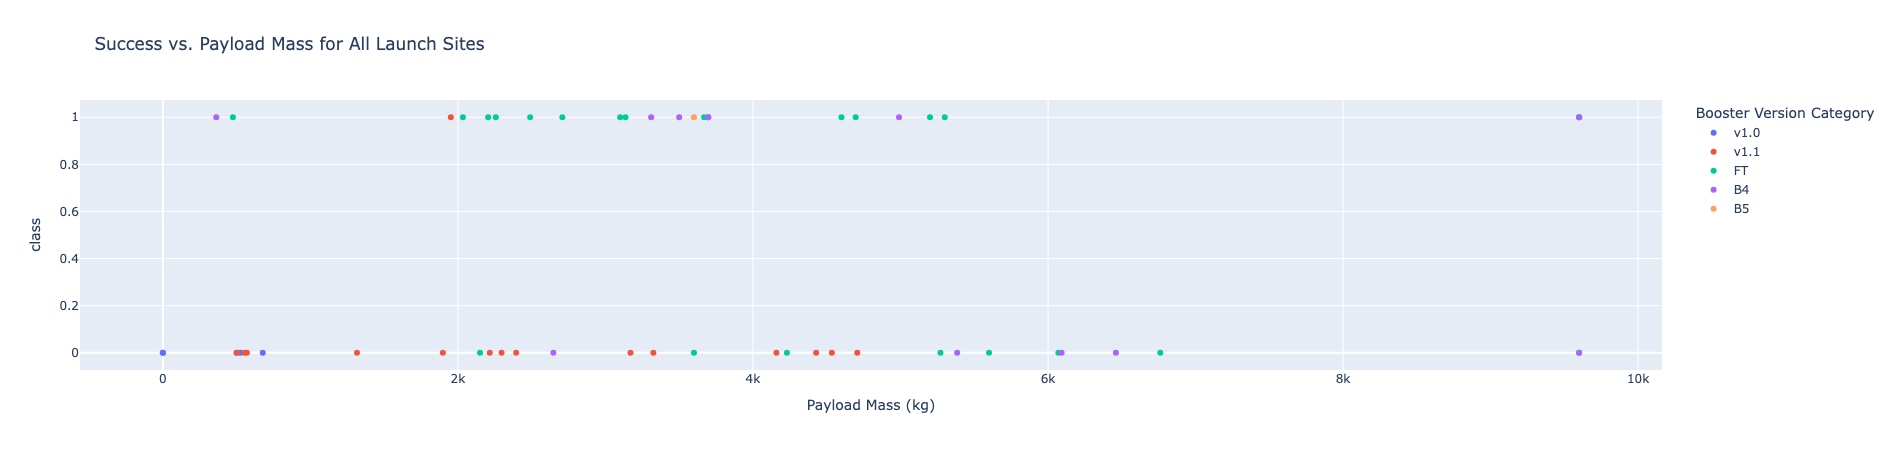 Success vs. Payload Mass for All Launch Sites
1
0.8
0.6
0.4
0.2
0
class
0 2k 4k 6k 8k 10k
Payload Mass (kg)
Booster Version Category
v1.0
v1.1
FT
B4
B5